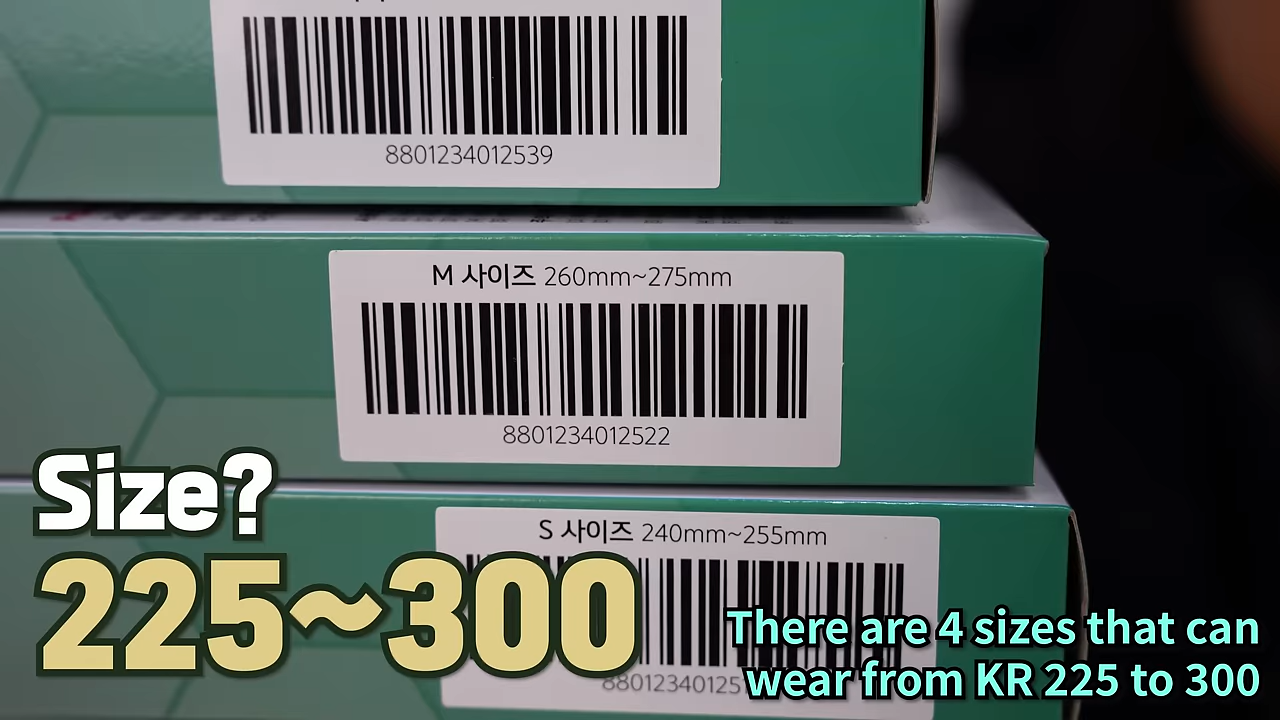 8801234012539
M 사이즈 260mm~275mm
8801234012522
S 사이즈 240mm~255mm
88012340125
Size?
225~300
There are 4 sizes that can
wear from KR 225 to 300